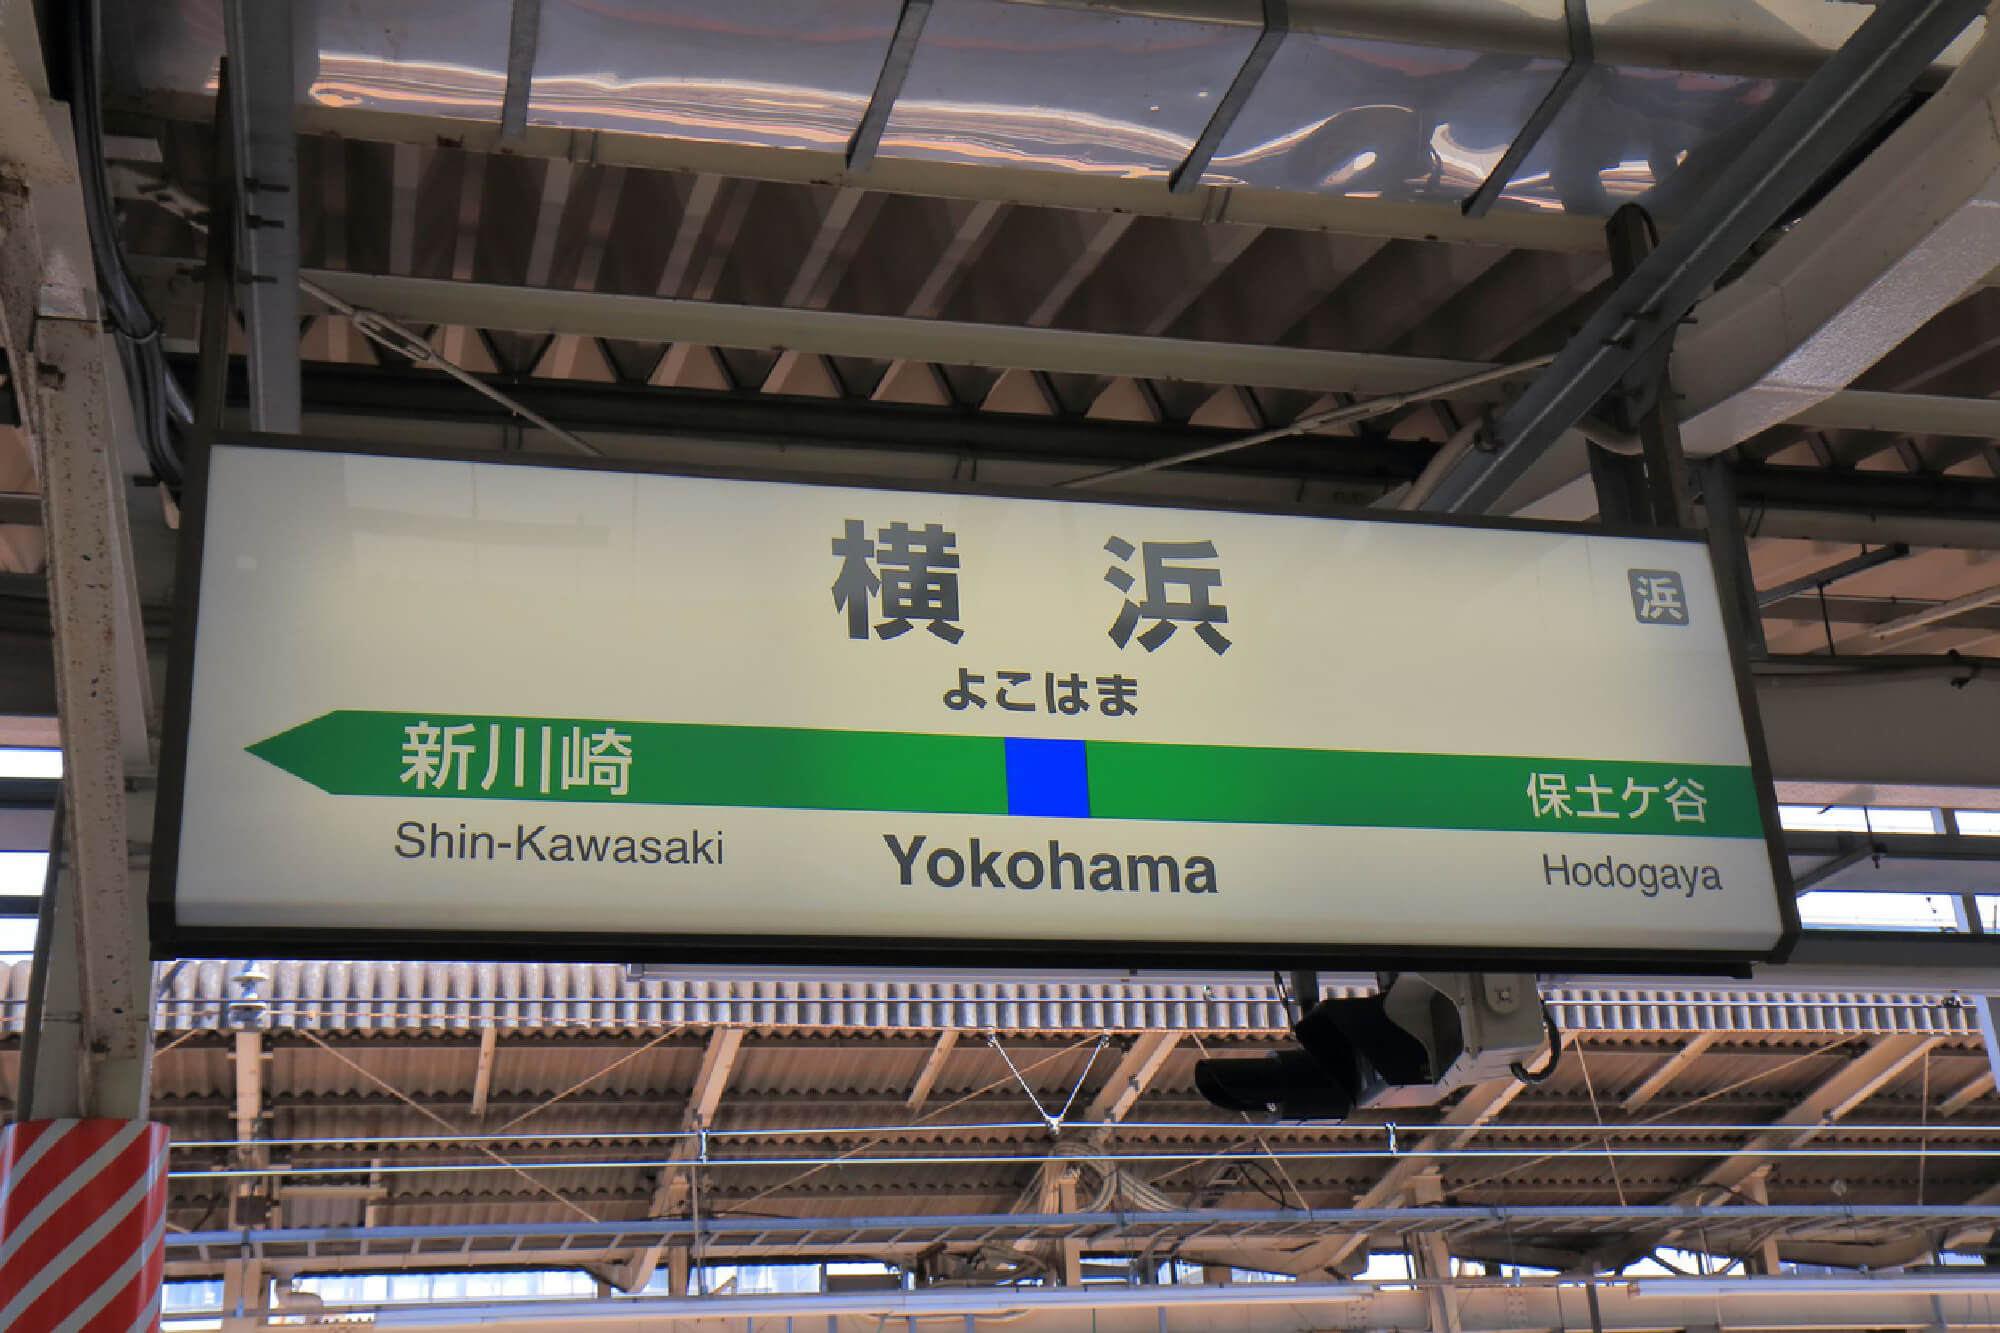 横浜
浜
よこはま
新川崎
保土ケ谷
Shin-Kawasaki
Yokohama
Hodogaya